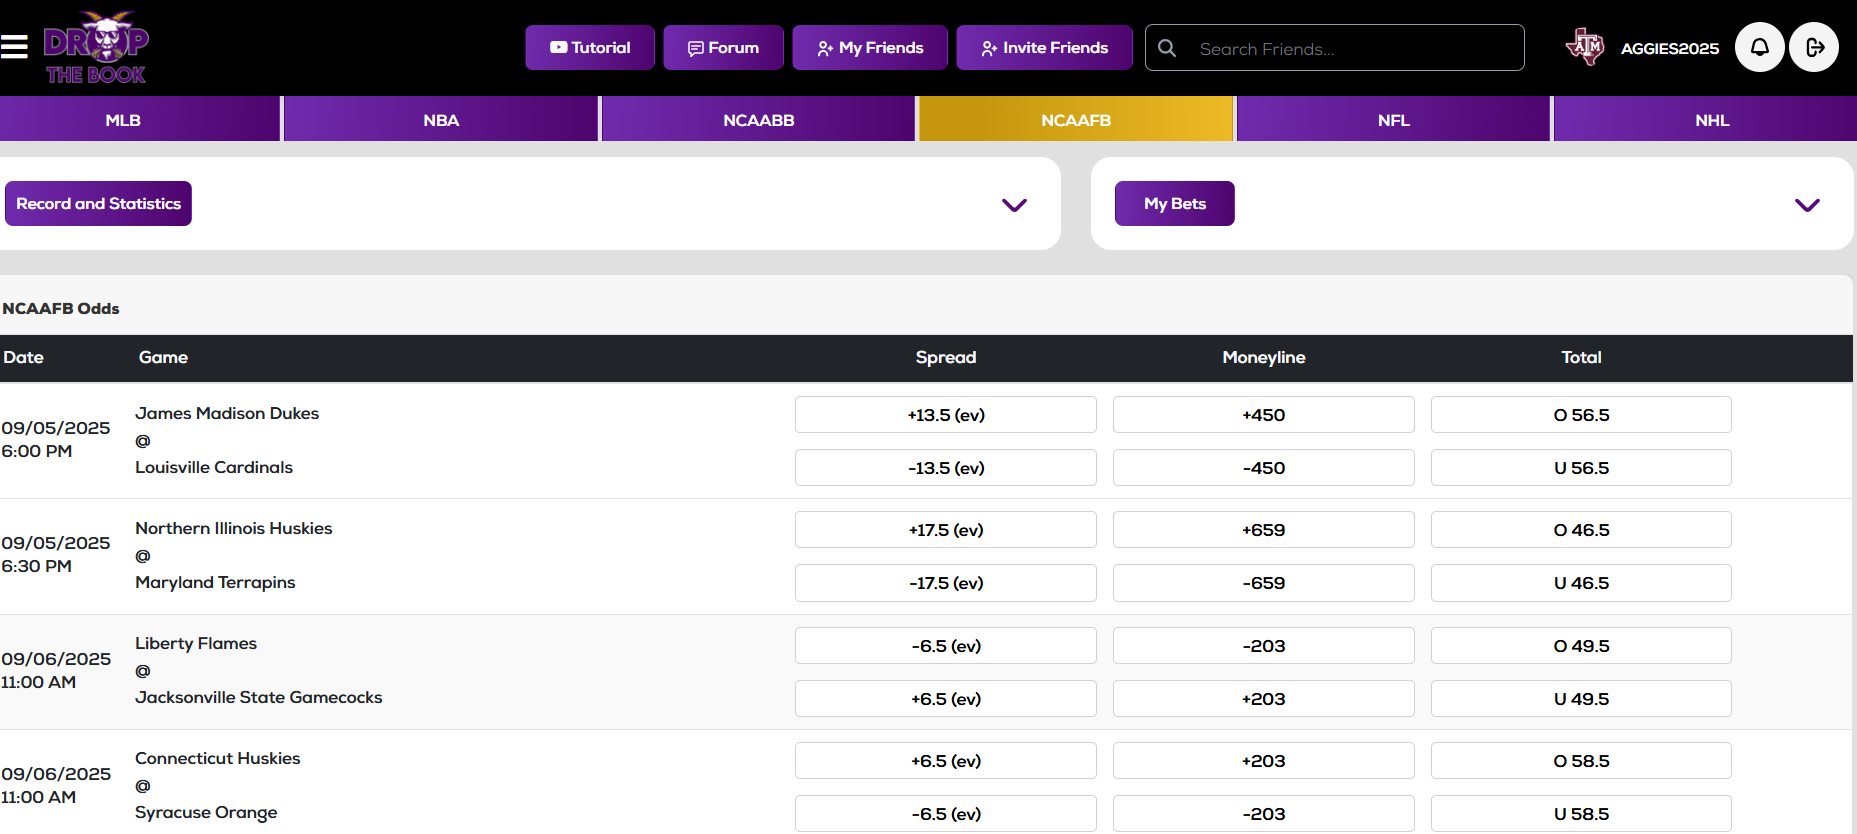 DROP
THE BOOK
Tutorial
Forum
My Friends
Invite Friends
Search Friends...
ATM
AGGIES2025
MLB
NBA
NCAABB
NCAAFB
NFL
NHL
Record and Statistics
My Bets
NCAAFB Odds
Date Game Spread Moneyline Total
09/05/2025
6:00 PM
James Madison Dukes
@
Louisville Cardinals
+13.5 (ev) +450 O 56.5
-13.5 (ev) -450 U 56.5
09/05/2025
6:30 PM
Northern Illinois Huskies
@
Maryland Terrapins
+17.5 (ev) +659 O 46.5
-17.5 (ev) -659 U 46.5
09/06/2025
11:00 AM
Liberty Flames
@
Jacksonville State Gamecocks
-6.5 (ev) -203 O 49.5
+6.5 (ev) +203 U 49.5
09/06/2025
11:00 AM
Connecticut Huskies
@
Syracuse Orange
+6.5 (ev) +203 O 58.5
-6.5 (ev) -203 U 58.5